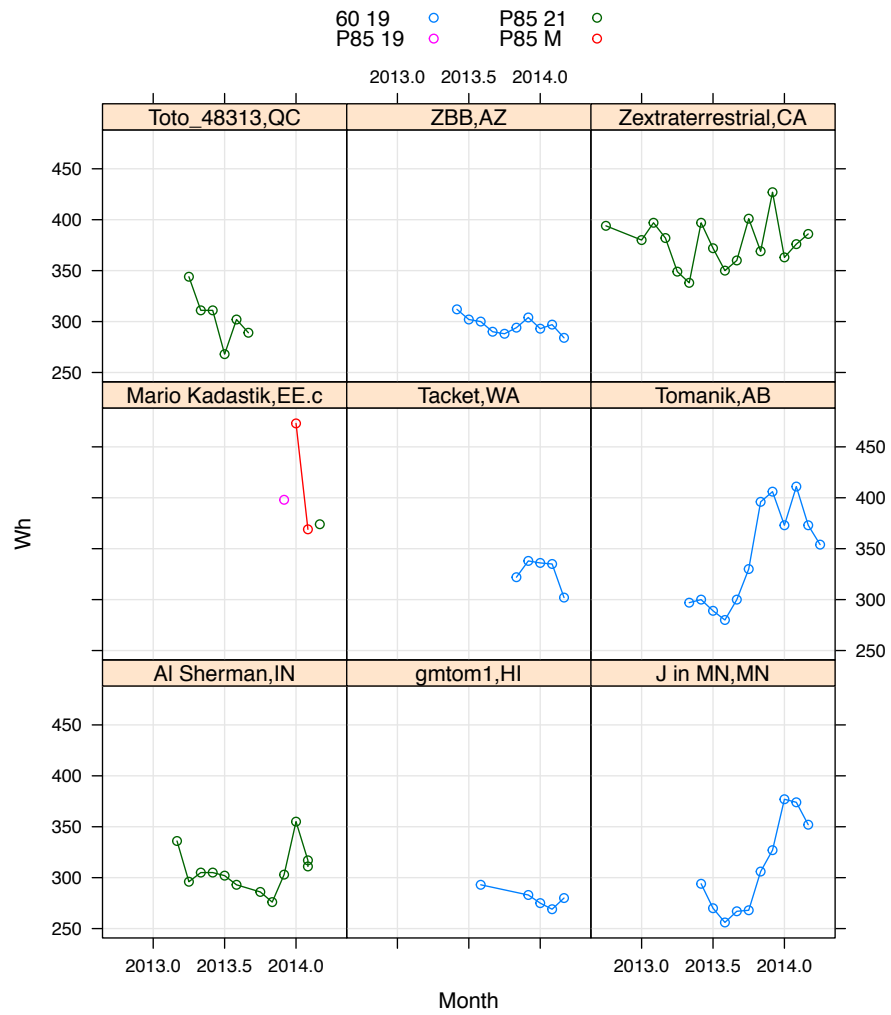 60 19 P85 21
P85 19 P85 M
2013.0 2013.5 2014.0
Toto_48313,QC ZBB,AZ Zextraterrestrial,CA
450
400
350
300
250
Mario Kadastik,EE.c Tacket,WA Tomanik,AB
450
400
350
300
250
Wh
Al Sherman,IN gmtom1,HI J in MN,MN
450
400
350
300
250
2013.0 2013.5 2014.0 2013.0 2013.5 2014.0
Month